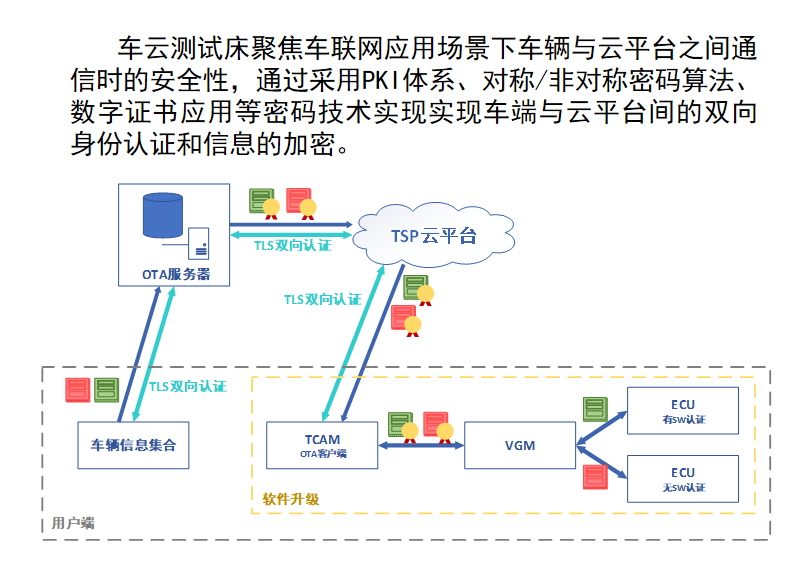 车云测试床聚焦车联网应用场景下车辆与云平台之间通
信时的安全性，通过采用PKI体系、对称/非对称密码算法、
数字证书应用等密码技术实现实现车端与云平台间的双向
身份认证和信息的加密。
OTA服务器
TLS双向认证
TSP云平台
TLS双向认证
TLS双向认证
车辆信息集合
TCAM
OTA客户端
VGM
ECU
有SW认证
ECU
无SW认证
软件升级
用户端